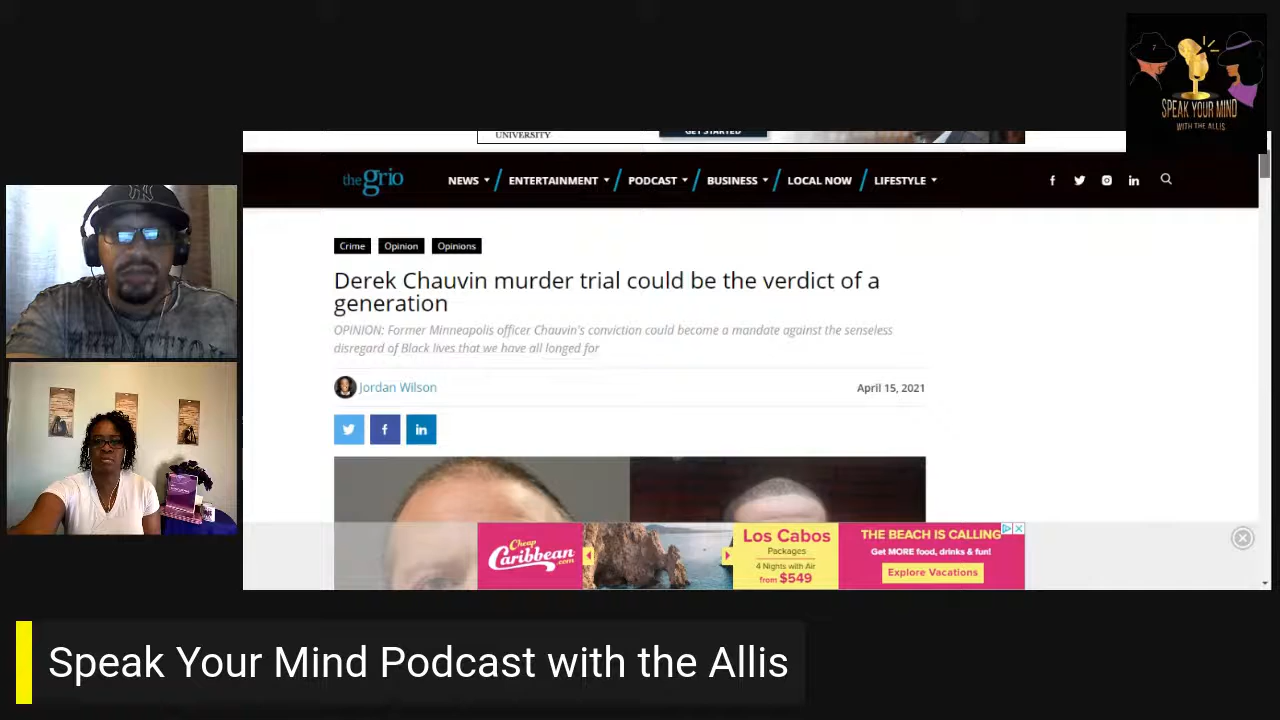 SPEAK YOUR MIND
WITH THE ALLIS
UNIVERSITY
GET STARTED
the grio
NEWS
ENTERTAINMENT
PODCAST
BUSINESS
LOCAL NOW
LIFESTYLE
Crime
Opinion
Opinions
Derek Chauvin murder trial could be the verdict of a
generation
OPINION: Former Minneapolis officer Chauvin's conviction could become a mandate against the senseless
disregard of Black lives that we have all longed for
Jordan Wilson
April 15, 2021
Cheap
Caribbean.com
Los Cabos
Packages
4 Nights with Air
from $549
THE BEACH IS CALLING
Get MORE food, drinks & fun!
Explore Vacations
Speak Your Mind Podcast with the Allis